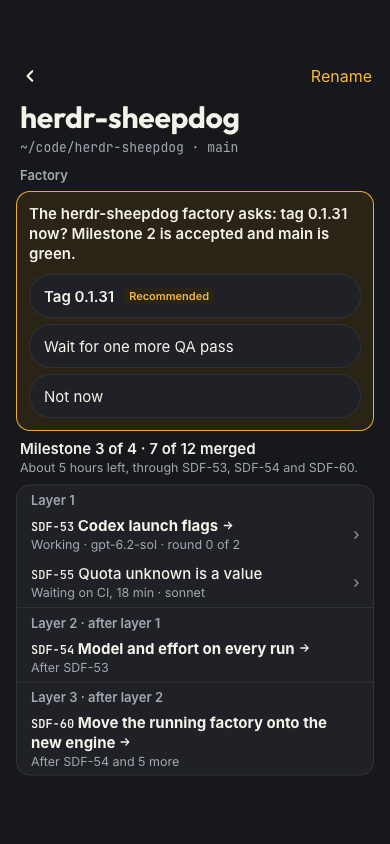 Rename
herdr-sheepdog
~/code/herdr-sheepdog · main
Factory
The herdr-sheepdog factory asks: tag 0.1.31
now? Milestone 2 is accepted and main is
green.
Tag 0.1.31 Recommended
Wait for one more QA pass
Not now
Milestone 3 of 4 · 7 of 12 merged
About 5 hours left, through SDF-53, SDF-54 and SDF-60.
Layer 1
SDF-53 Codex launch flags →
Working · gpt-6.2-sol · round 0 of 2
SDF-55 Quota unknown is a value
Waiting on CI, 18 min · sonnet
Layer 2 · after layer 1
SDF-54 Model and effort on every run →
After SDF-53
Layer 3 · after layer 2
SDF-60 Move the running factory onto the
new engine →
After SDF-54 and 5 more